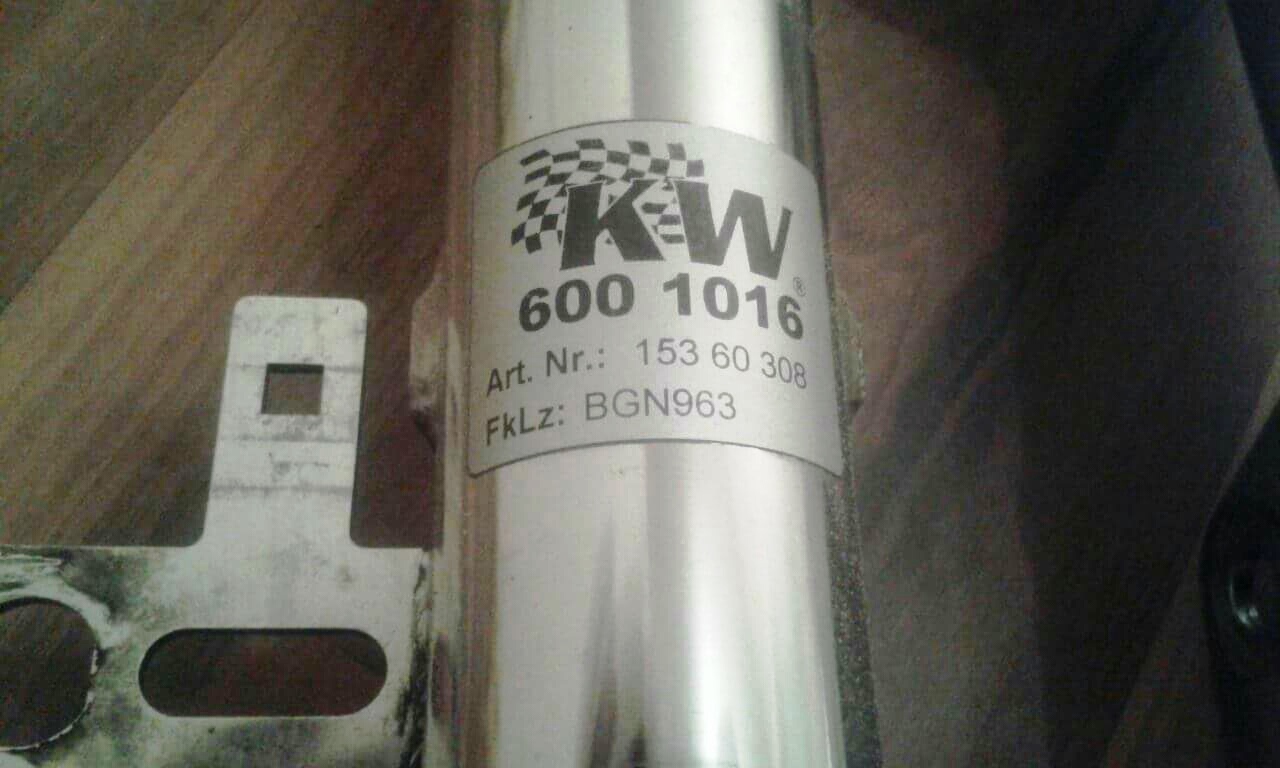 KW®
600 1016
Art. Nr.: 153 60 308
FkLz: BGN963